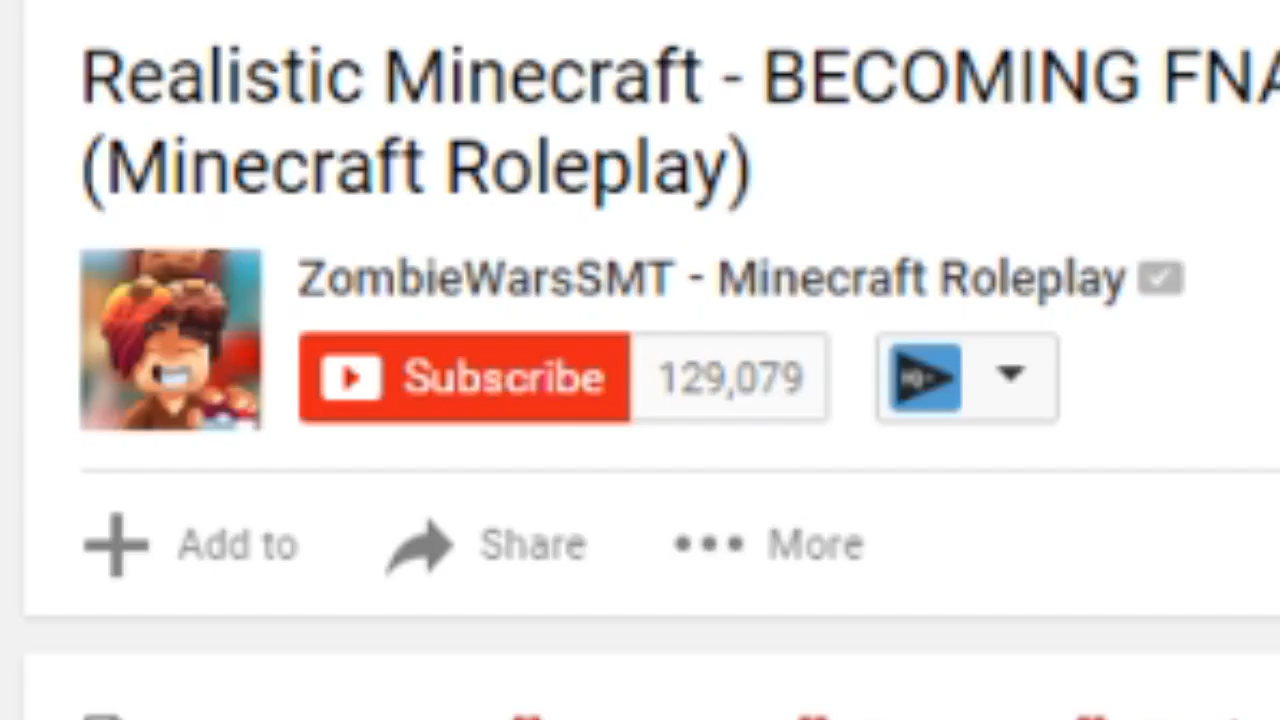 Realistic Minecraft - BECOMING FNA
(Minecraft Roleplay)
ZombieWarsSMT - Minecraft Roleplay
Subscribe 129,079
Add to Share More